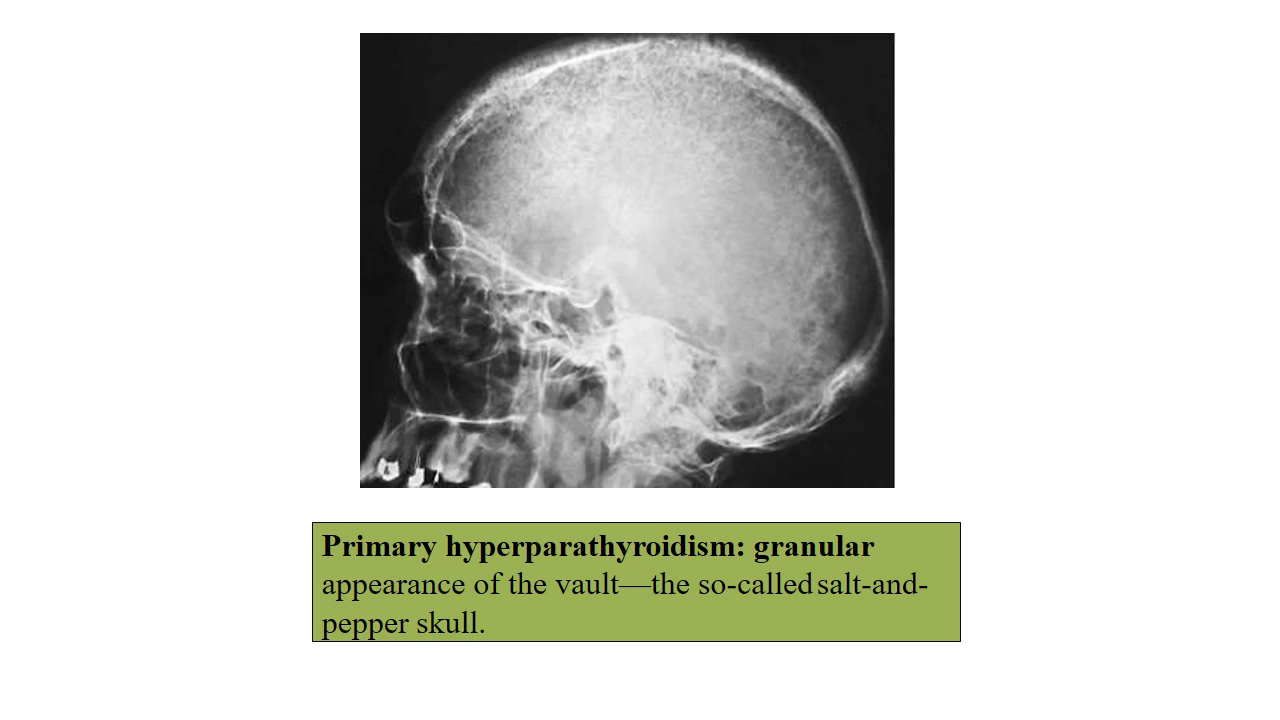 Primary hyperparathyroidism: granular
appearance of the vault—the so-called salt-and-
pepper skull.